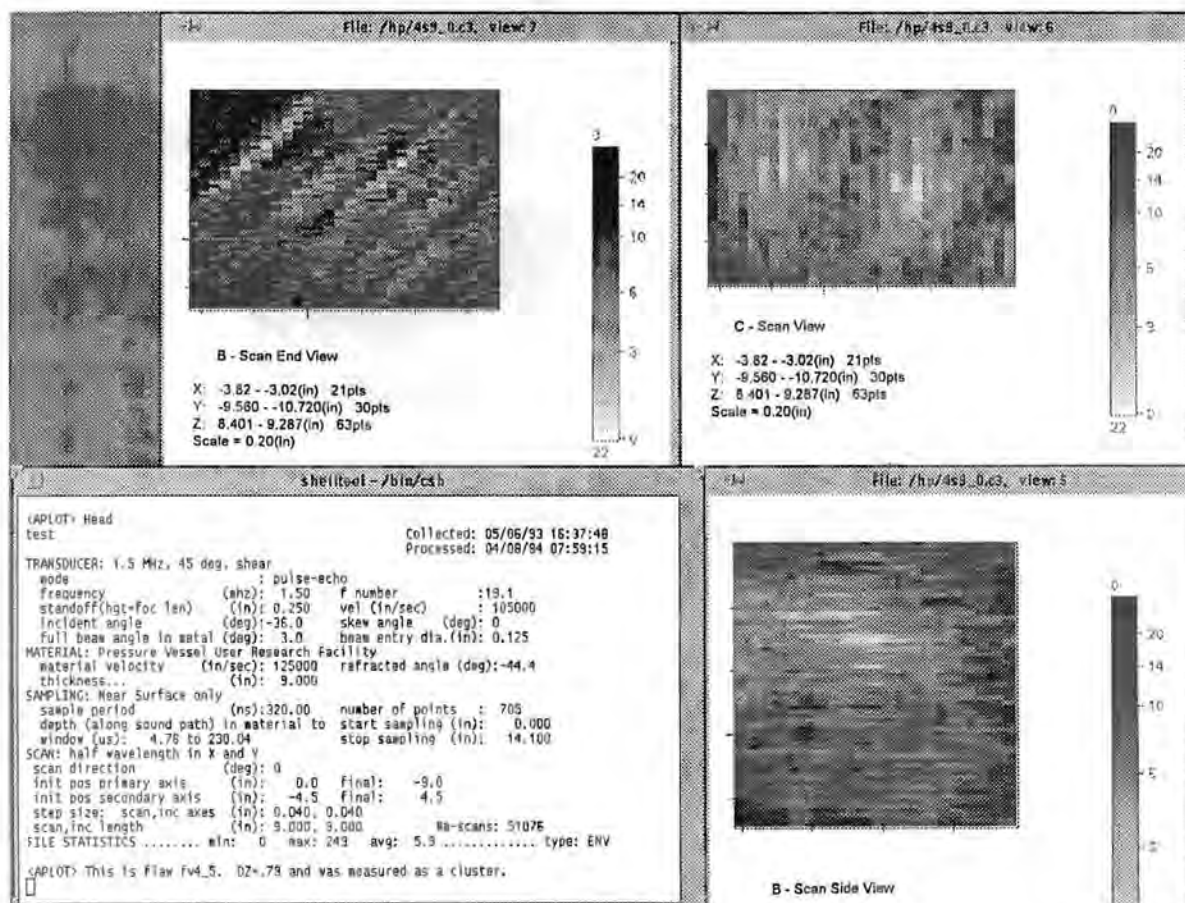 File: /hp/4s9_0.c3, view:7
0
20
14
10
6
3
0
22
B - Scan End View
X: -3.82 - -3.02(in) 21pts
Y: -9.560 - -10.720(in) 30pts
Z: 8.401 - 9.287(in) 63pts
Scale = 0.20(in)
File: /hp/4s9_0.c3, view:6
0
20
14
10
5
3
0
22
C - Scan View
X: -3.82 - -3.02(in) 21pts
Y: -9.560 - -10.720(in) 30pts
Z: 8.401 - 9.287(in) 63pts
Scale = 0.20(in)
shelltool - /bin/csh
<APLOT> Head
test Collected: 05/06/93 16:37:48
Processed: 04/08/94 07:59:15
TRANSDUCER: 1.5 MHz, 45 deg, shear
mode : pulse-echo
frequency (mhz): 1.50 f number :19.1
standoff(hgt+foc len) (in): 0.250 vel (in/sec) : 105000
incident angle (deg):-36.0 skew angle (deg): 0
full beam angle in metal (deg): 3.0 beam entry dia.(in): 0.125
MATERIAL: Pressure Vessel User Research Facility
material velocity (in/sec): 125000 refracted angle (deg):-44.4
thickness... (in): 9.000
SAMPLING: Near Surface only
sample period (ns):320.00 number of points : 705
depth (along sound path) in material to start sampling (in): 0.000
window (us): 4.76 to 230.04 stop sampling (in): 14.100
SCAN: half wavelength in X and Y
scan direction (deg): 0
init pos primary axis (in): 0.0 final: -9.0
init pos secondary axis (in): -4.5 final: 4.5
step size: scan,inc axes (in): 0.040, 0.040
scan,inc length (in): 9.000, 9.000 Na-scans: 51076
FILE STATISTICS ........ min: 0 max: 243 avg: 5.9 ............. type: ENV
<APLOT> This is Flaw fv4_5. DZ=.79 and was measured as a cluster.
File: /hp/4s9_0.c3, view:5
0
20
14
10
5
3
B - Scan Side View